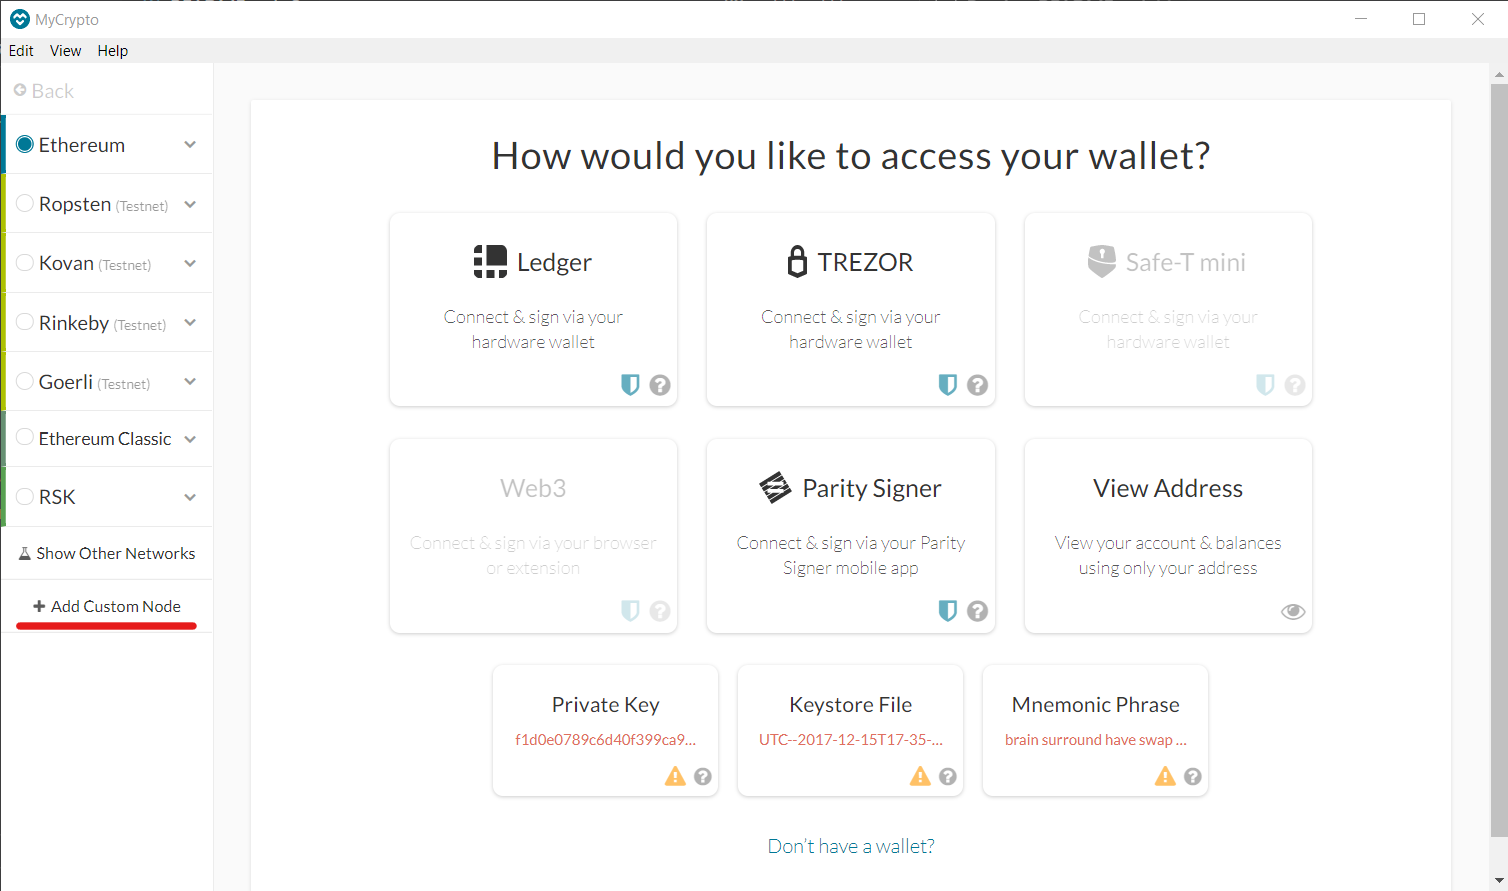 MyCrypto
Edit View Help
Back
Ethereum
Ropsten (Testnet)
Kovan (Testnet)
Rinkeby (Testnet)
Goerli (Testnet)
Ethereum Classic
RSK
Show Other Networks
Add Custom Node
How would you like to access your wallet?
Ledger
Connect & sign via your
hardware wallet
TREZOR
Connect & sign via your
hardware wallet
Safe-T mini
Connect & sign via your
hardware wallet
Web3
Connect & sign via your browser
or extension
Parity Signer
Connect & sign via your Parity
Signer mobile app
View Address
View your account & balances
using only your address
Private Key
f1d0e0789c6d40f399ca9...
Keystore File
UTC--2017-12-15T17-35-...
Mnemonic Phrase
brain surround have swap ...
Don't have a wallet?